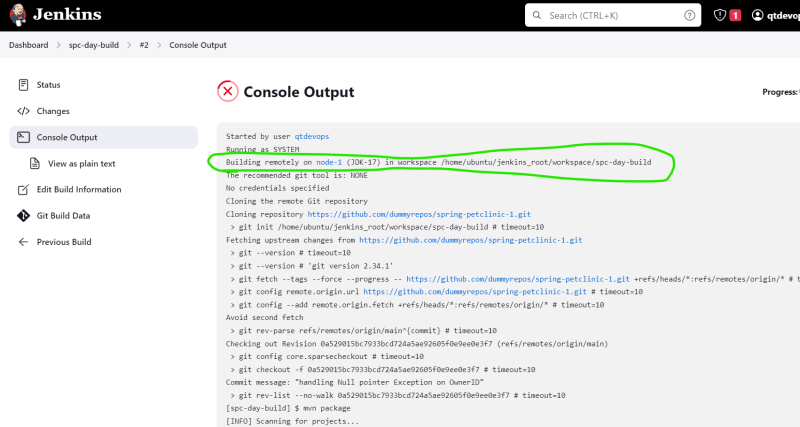 Jenkins
Search (CTRL+K)
1
qtdevops
Dashboard > spc-day-build > #2 > Console Output
Status
Changes
Console Output
View as plain text
Edit Build Information
Git Build Data
Previous Build
Console Output
Progress:
Started by user qtdevops
Running as SYSTEM
Building remotely on node-1 (JDK-17) in workspace /home/ubuntu/jenkins_root/workspace/spc-day-build
The recommended git tool is: NONE
No credentials specified
Cloning the remote Git repository
Cloning repository https://github.com/dummyrepos/spring-petclinic-1.git
> git init /home/ubuntu/jenkins_root/workspace/spc-day-build # timeout=10
Fetching upstream changes from https://github.com/dummyrepos/spring-petclinic-1.git
> git --version # timeout=10
> git --version # 'git version 2.34.1'
> git fetch --tags --force --progress -- https://github.com/dummyrepos/spring-petclinic-1.git +refs/heads/*:refs/remotes/origin/* # t
> git config remote.origin.url https://github.com/dummyrepos/spring-petclinic-1.git # timeout=10
> git config --add remote.origin.fetch +refs/heads/*:refs/remotes/origin/* # timeout=10
Avoid second fetch
> git rev-parse refs/remotes/origin/main^{commit} # timeout=10
Checking out Revision 0a529015bc7933bcd724a5ae92605f0e9ee0e3f7 (refs/remotes/origin/main)
> git config core.sparsecheckout # timeout=10
> git checkout -f 0a529015bc7933bcd724a5ae92605f0e9ee0e3f7 # timeout=10
Commit message: "handling Null pointer Exception on OwnerID"
> git rev-list --no-walk 0a529015bc7933bcd724a5ae92605f0e9ee0e3f7 # timeout=10
[spc-day-build] $ mvn package
[INFO] Scanning for projects...